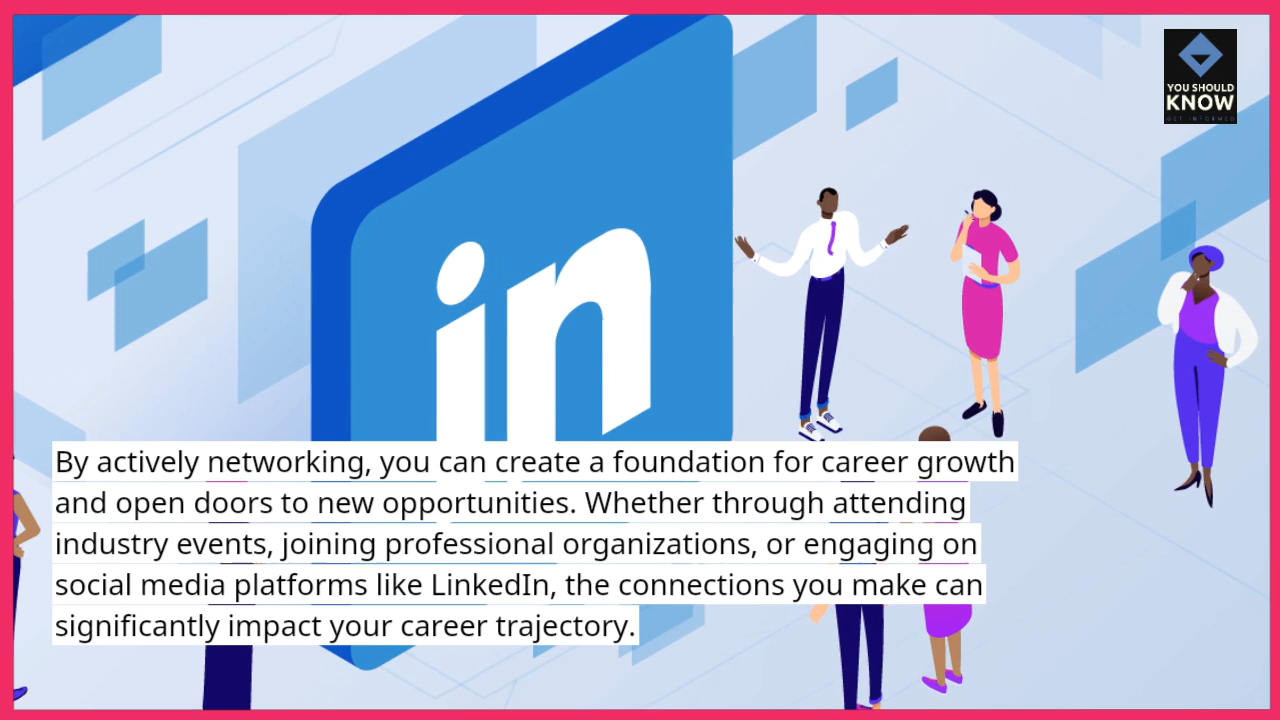 YOU SHOULD
KNOW
GET INFORMED
in
By actively networking, you can create a foundation for career growth
and open doors to new opportunities. Whether through attending
industry events, joining professional organizations, or engaging on
social media platforms like LinkedIn, the connections you make can
significantly impact your career trajectory.